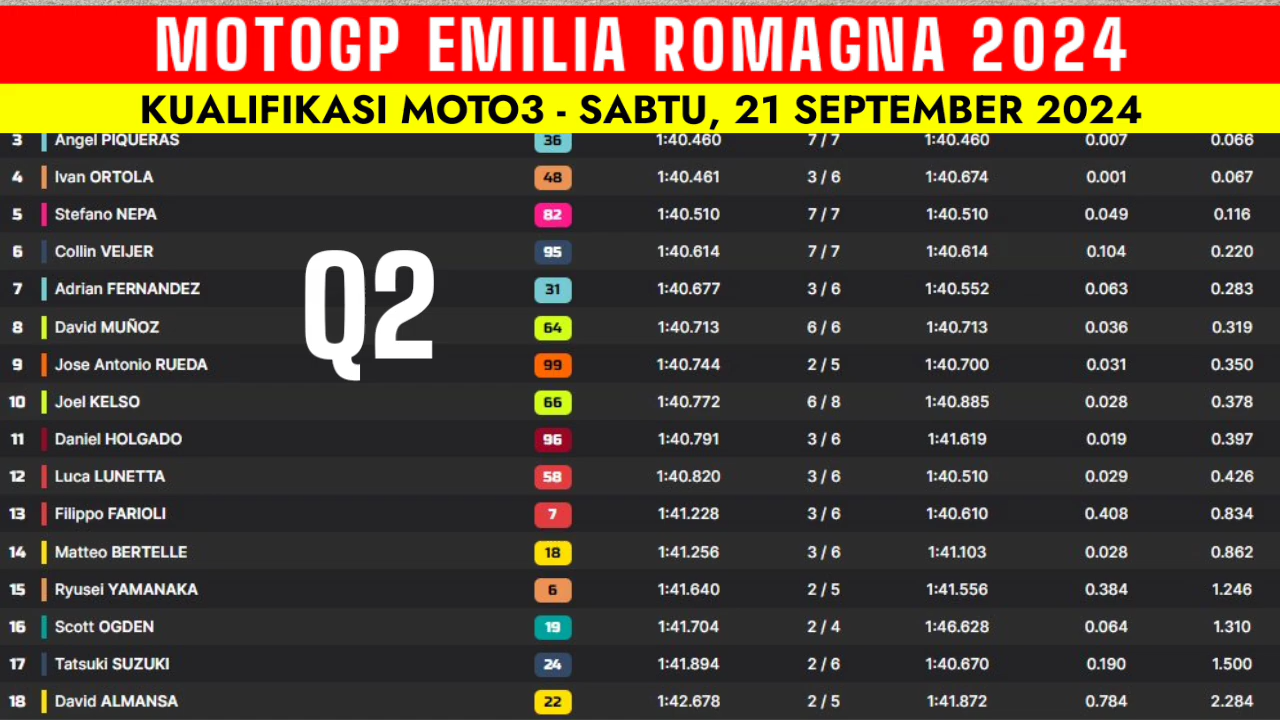 MOTOGP EMILIA ROMAGNA 2024
KUALIFIKASI MOTO3 - SABTU, 21 SEPTEMBER 2024
3 Angel PIQUERAS 36 1:40.460 7 / 7 1:40.460 0.007 0.066
4 Ivan ORTOLA 48 1:40.461 3 / 6 1:40.674 0.001 0.067
5 Stefano NEPA 82 1:40.510 7 / 7 1:40.510 0.049 0.116
6 Collin VEIJER 95 1:40.614 7 / 7 1:40.614 0.104 0.220
Q2
7 Adrian FERNANDEZ 31 1:40.677 3 / 6 1:40.552 0.063 0.283
8 David MUÑOZ 64 1:40.713 6 / 6 1:40.713 0.036 0.319
9 Jose Antonio RUEDA 99 1:40.744 2 / 5 1:40.700 0.031 0.350
10 Joel KELSO 66 1:40.772 6 / 8 1:40.885 0.028 0.378
11 Daniel HOLGADO 96 1:40.791 3 / 6 1:41.619 0.019 0.397
12 Luca LUNETTA 58 1:40.820 3 / 6 1:40.510 0.029 0.426
13 Filippo FARIOLI 7 1:41.228 3 / 6 1:40.610 0.408 0.834
14 Matteo BERTELLE 18 1:41.256 3 / 6 1:41.103 0.028 0.862
15 Ryusei YAMANAKA 6 1:41.640 2 / 5 1:41.556 0.384 1.246
16 Scott OGDEN 19 1:41.704 2 / 4 1:46.628 0.064 1.310
17 Tatsuki SUZUKI 24 1:41.894 2 / 6 1:40.670 0.190 1.500
18 David ALMANSA 22 1:42.678 2 / 5 1:41.872 0.784 2.284